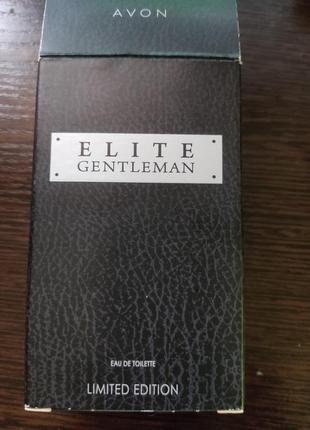 AVON
ELITE
GENTLEMAN
EAU DE TOILETTE
LIMITED EDITION